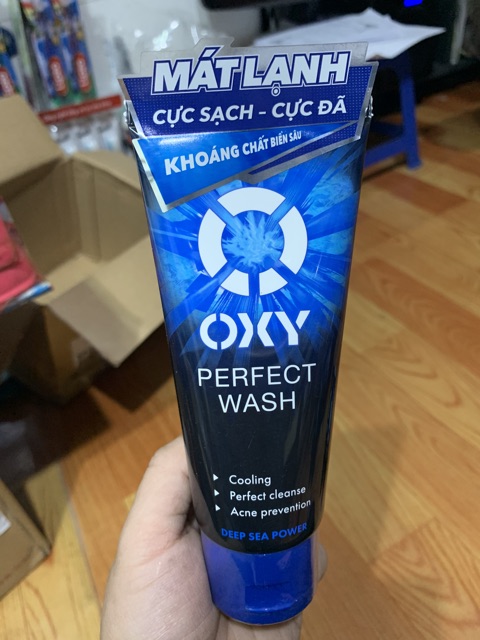 MÁT LẠNH
CỰC SẠCH – CỰC ĐÃ
KHOÁNG CHẤT BIỂN SÂU
OXY
PERFECT
WASH
Cooling
Perfect cleanse
Acne prevention
DEEP SEA POWER